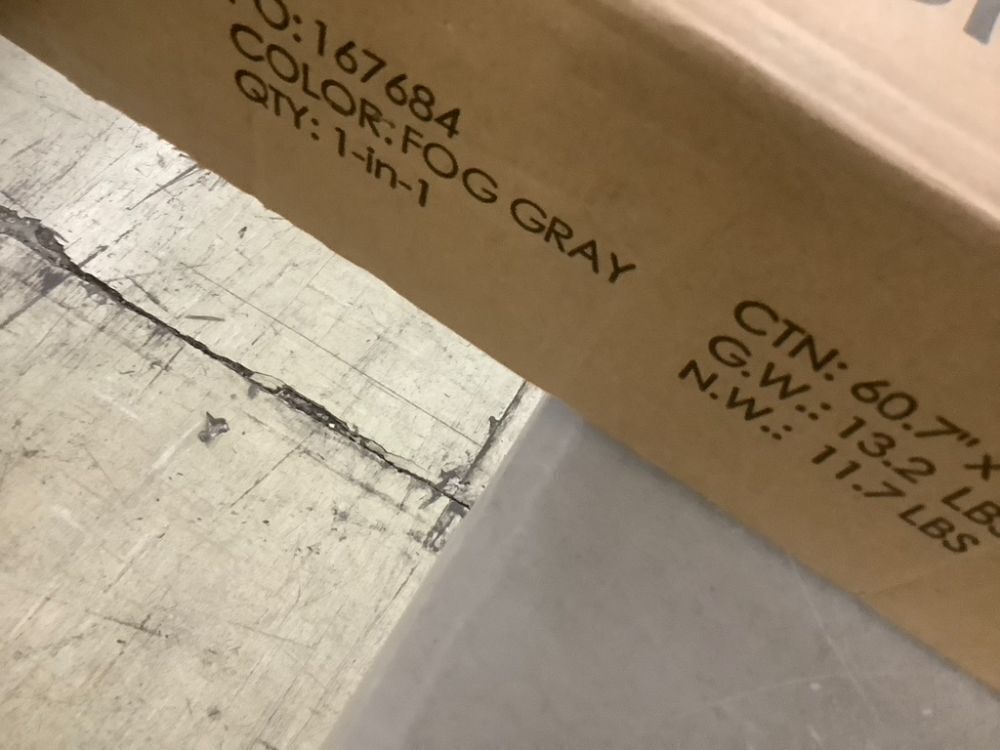 O: 167684
COLOR: FOG GRAY
QTY: 1-in-1
CTN: 60.7" x
G.W.: 13.2 LBS
N.W.: 11.7 LBS